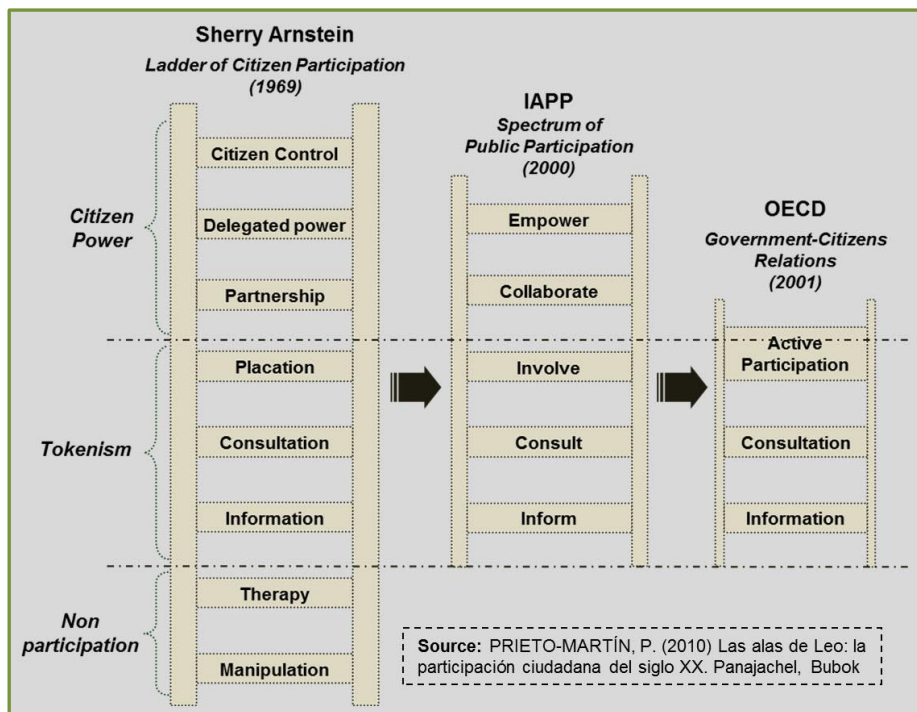 Sherry Arnstein
Ladder of Citizen Participation
(1969)
Citizen
Power
Citizen Control
Delegated power
Partnership
Tokenism
Placation
Consultation
Information
Non
participation
Therapy
Manipulation
IAPP
Spectrum of
Public Participation
(2000)
Empower
Collaborate
Involve
Consult
Inform
OECD
Government-Citizens
Relations
(2001)
Active
Participation
Consultation
Information
Source: PRIETO-MARTÍN, P. (2010) Las alas de Leo: la
participación ciudadana del siglo XX. Panajachel, Bubok